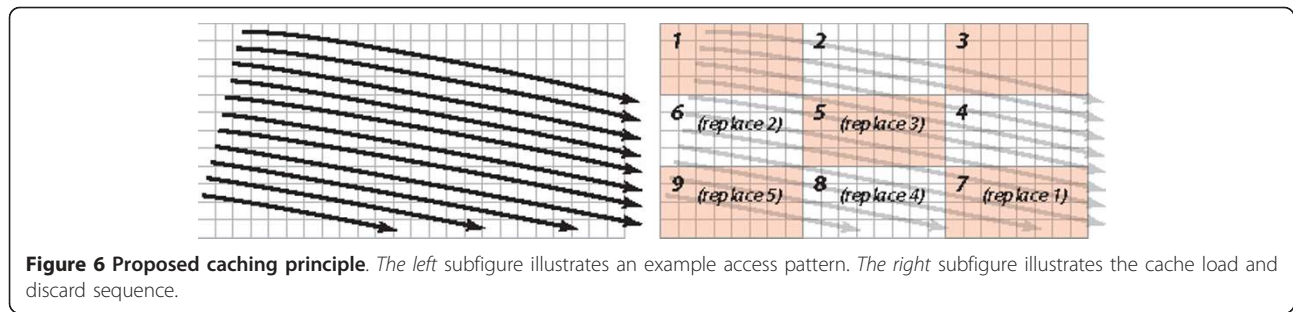 1 2 3
6 (replace 2) 5 (replace 3) 4
9 (replace 5) 8 (replace 4) 7 (replace 1)
Figure 6 Proposed caching principle. The left subfigure illustrates an example access pattern. The right subfigure illustrates the cache load and
discard sequence.